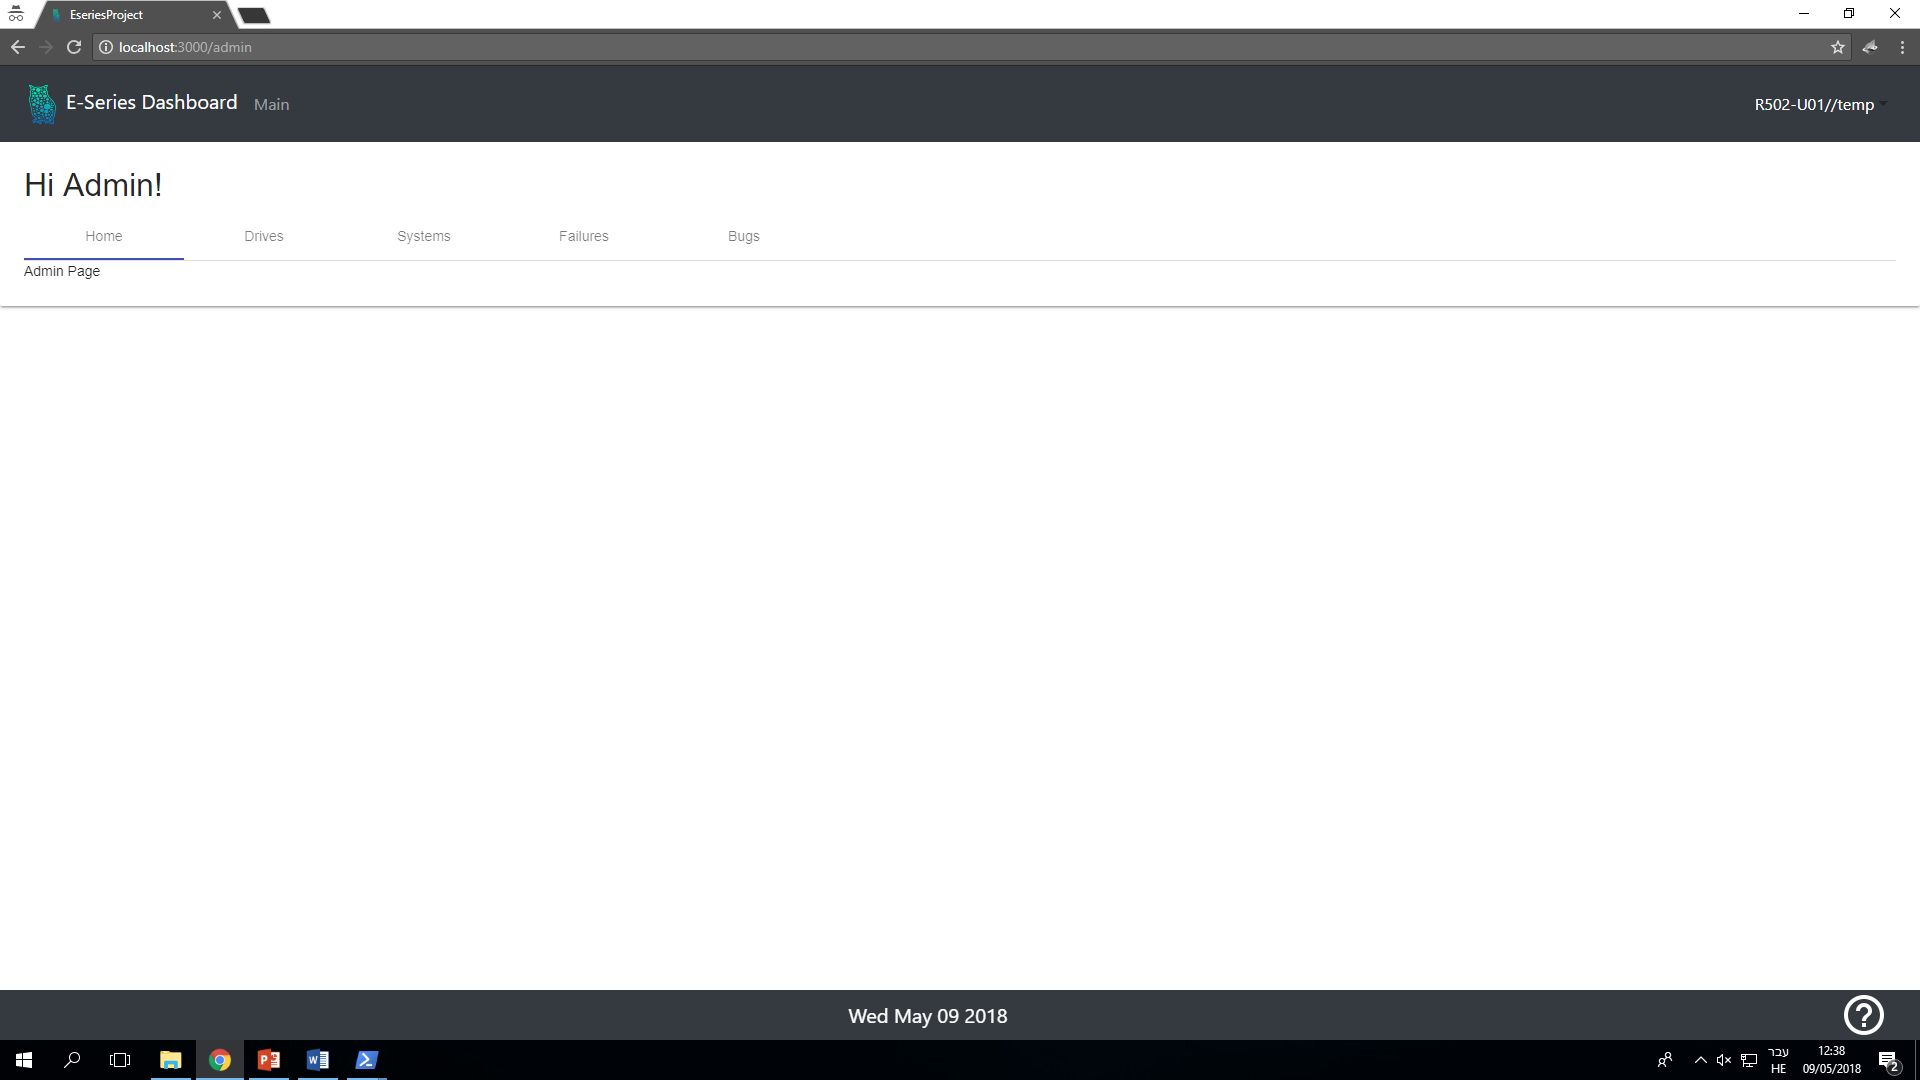 EseriesProject
localhost:3000/admin
E-Series Dashboard Main R502-U01//temp
Hi Admin!
Home Drives Systems Failures Bugs
Admin Page
Wed May 09 2018
עבר 12:38
HE 09/05/2018 2